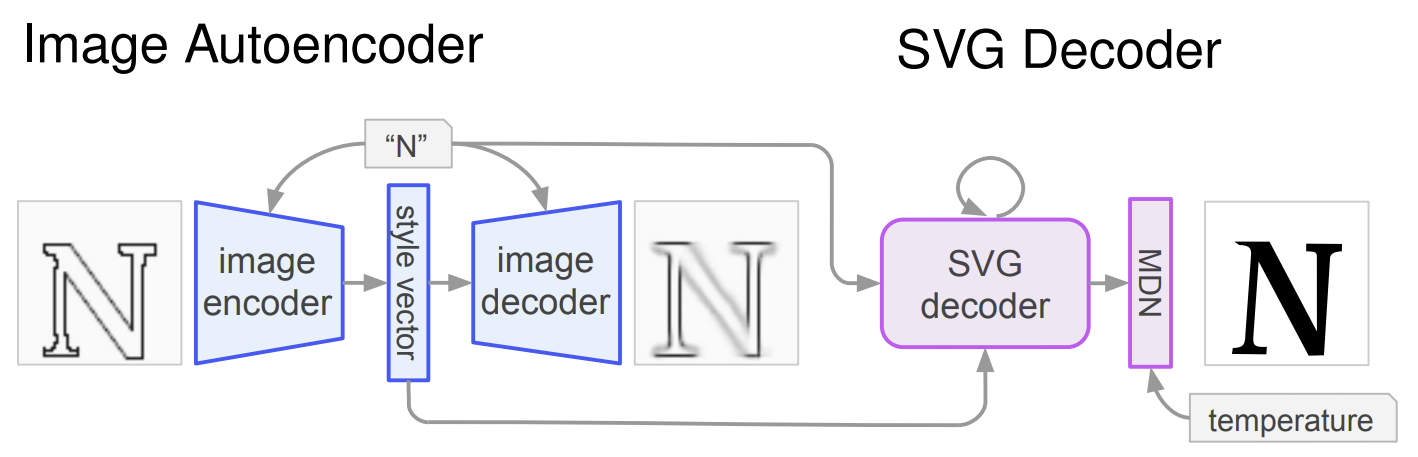 Image Autoencoder
SVG Decoder
“N”
N
image
encoder
style vector
image
decoder
N
SVG
decoder
MDN
N
temperature